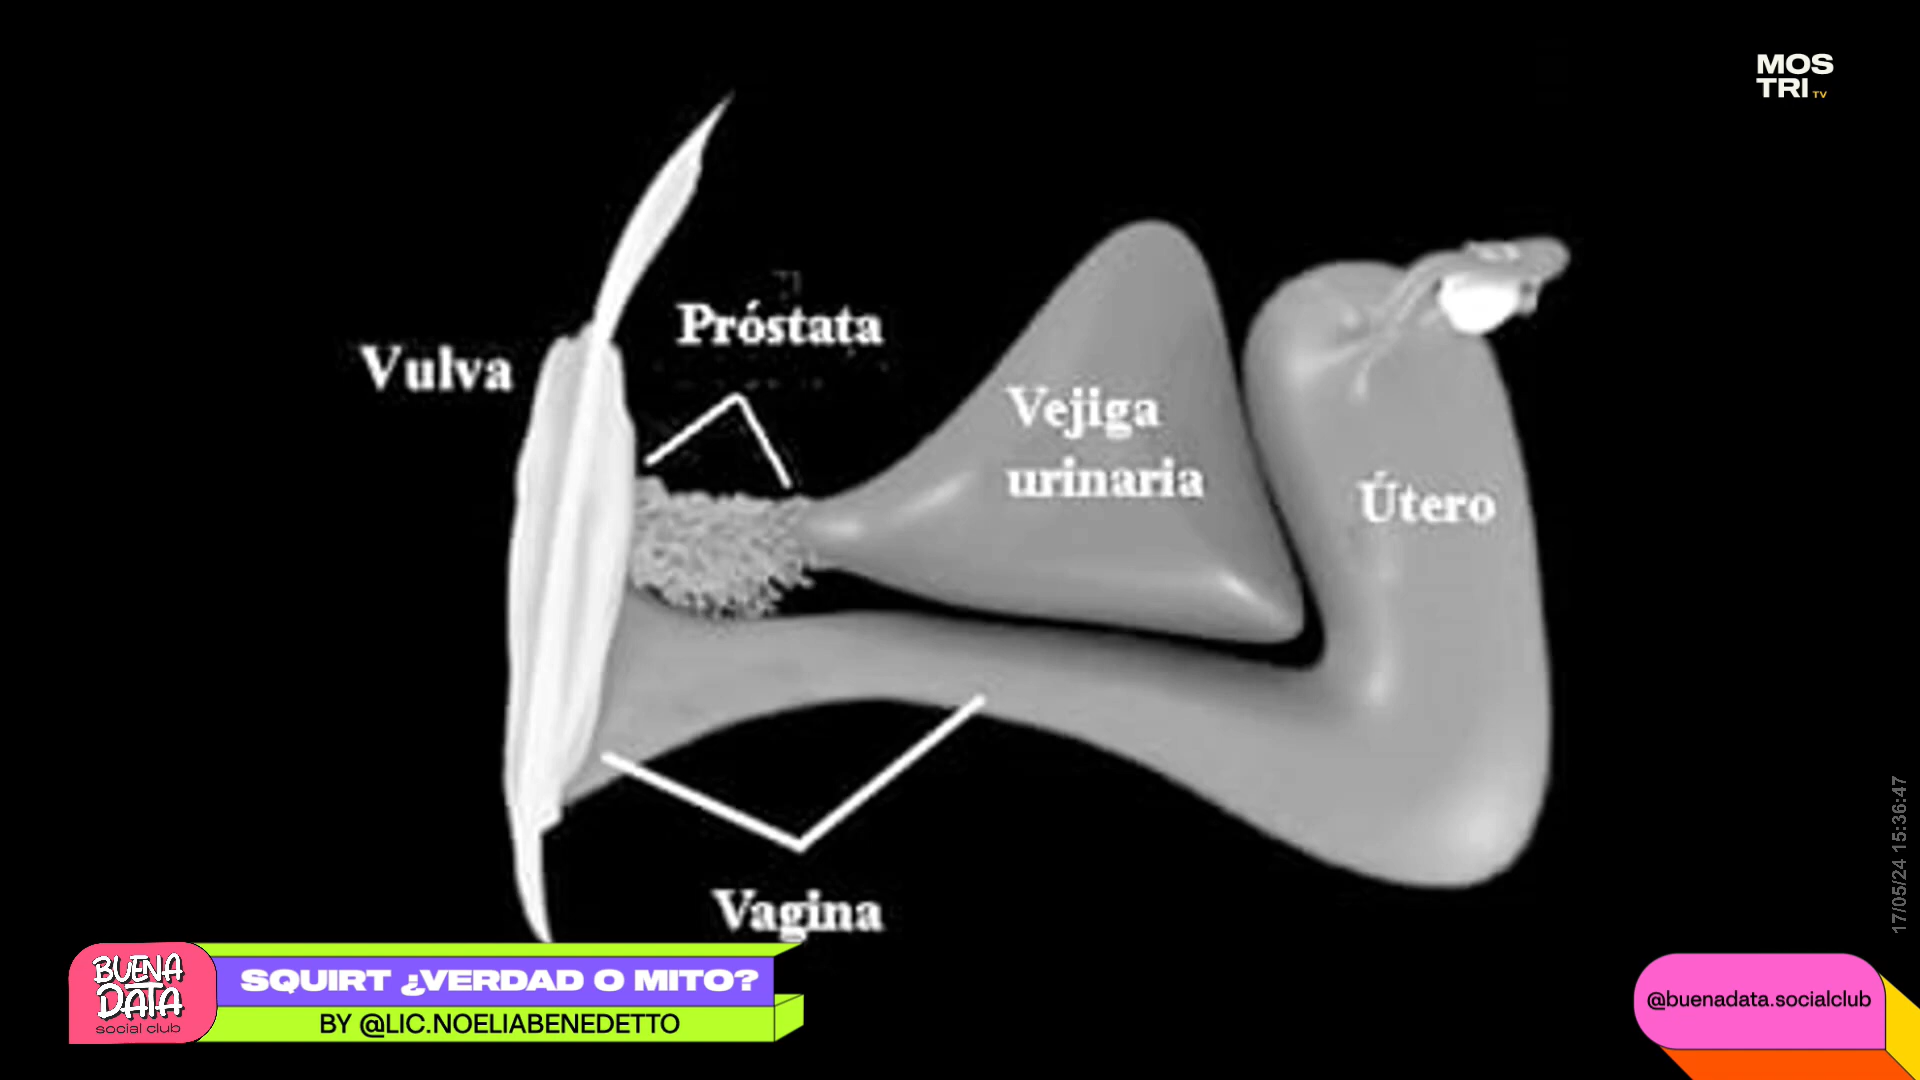 MOS
TRI TV
Próstata
Vulva
Vejiga
urinaria
Útero
Vagina
17/05/24 15:36:47
BUENA
DATA
social club
SQUIRT ¿VERDAD O MITO?
BY @LIC.NOELIABENEDETTO
@buenadata.socialclub